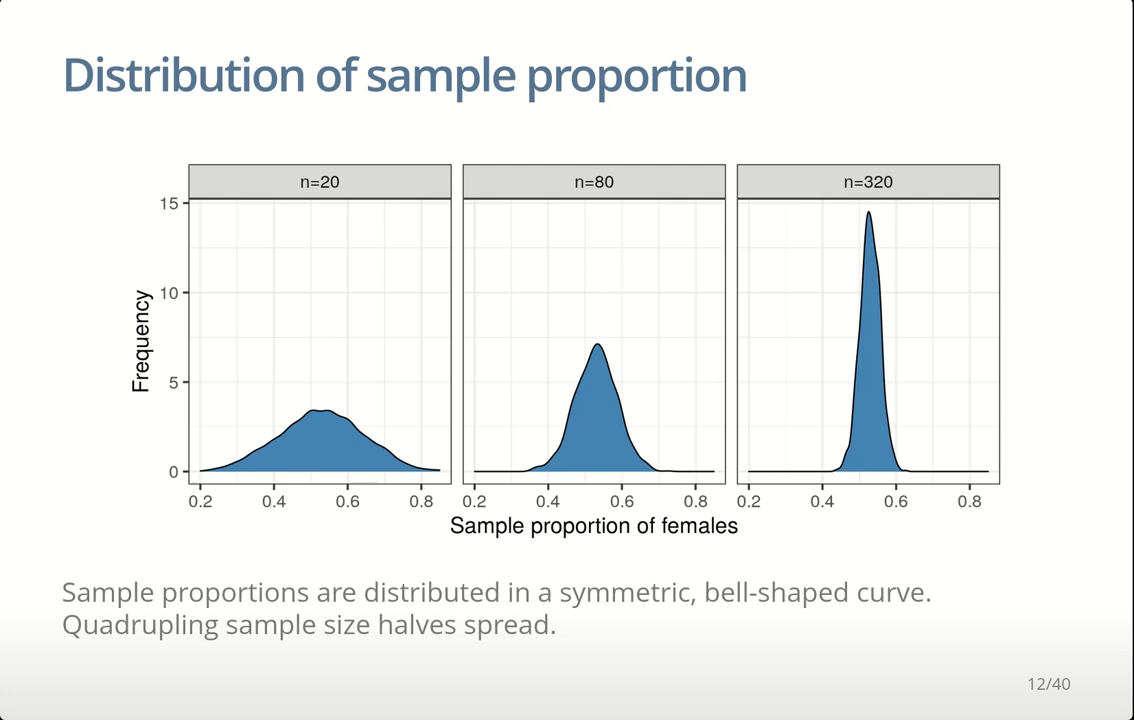 Distribution of sample proportion
n=20 n=80 n=320
15
10
5
0
Frequency
0.2 0.4 0.6 0.8 0.2 0.4 0.6 0.8 0.2 0.4 0.6 0.8
Sample proportion of females
Sample proportions are distributed in a symmetric, bell-shaped curve.
Quadrupling sample size halves spread.
12/40